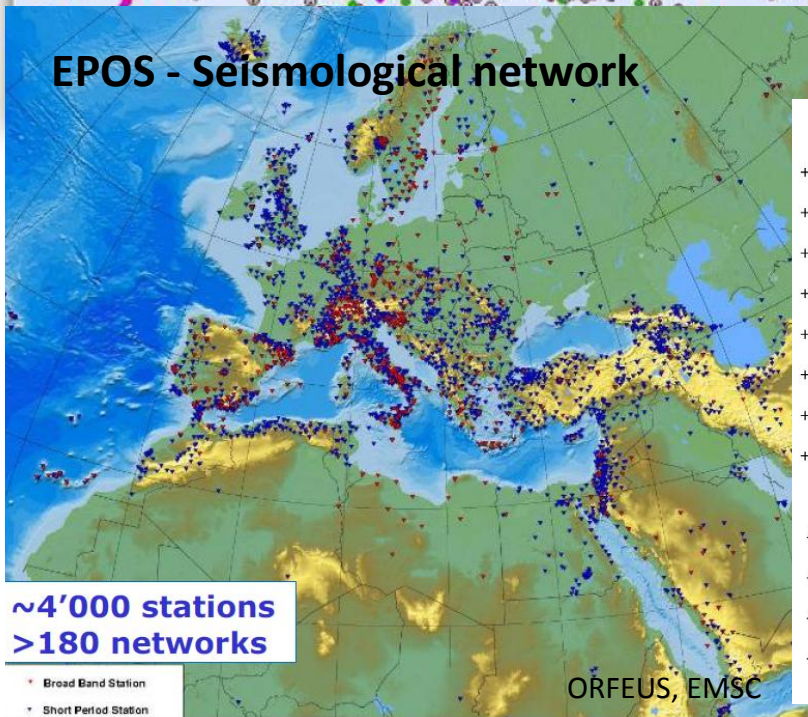 EPOS - Seismological network
~4’000 stations
>180 networks
Broad Band Station
Short Period Station
ORFEUS, EMSC
+
+
+
+
+
+
+
+